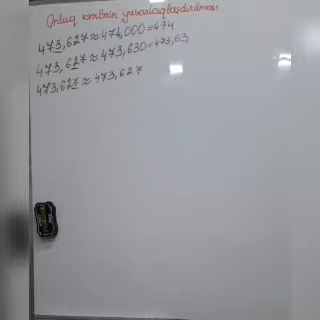 Onluq kəsrlərin yuvarlaqlaşdırılması
473,627 ≈ 474,000 = 474
473,627 ≈ 473,630 = 473,63
473,627 ≈ 473,627